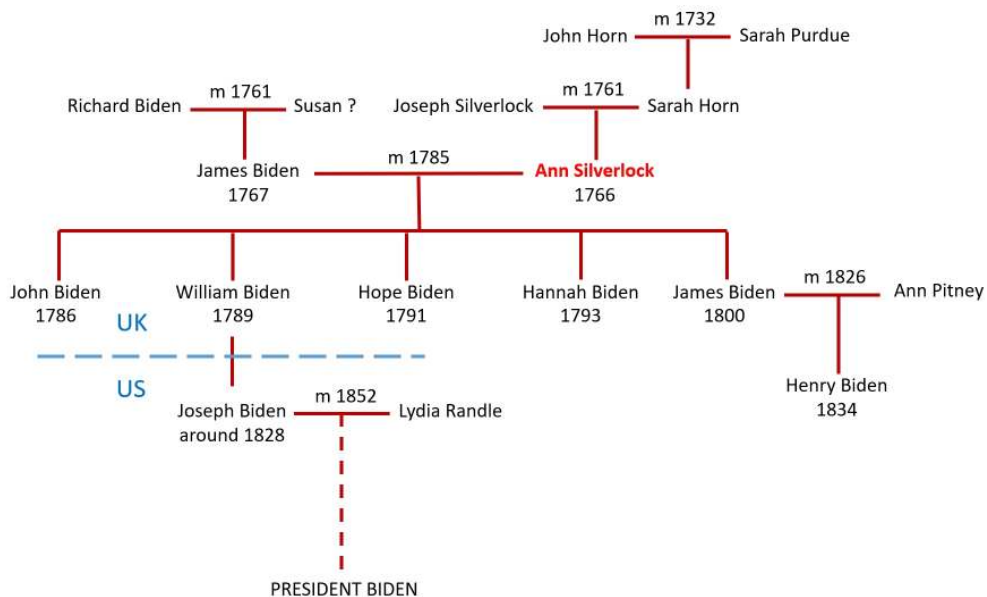 m 1732
John Horn Sarah Purdue
m 1761 m 1761
Richard Biden Susan ? Joseph Silverlock Sarah Horn
m 1785
James Biden Ann Silverlock
1767 1766
m 1826
John Biden William Biden Hope Biden Hannah Biden James Biden Ann Pitney
1786 1789 1791 1793 1800
UK
US
Henry Biden
1834
m 1852
Joseph Biden Lydia Randle
around 1828
PRESIDENT BIDEN